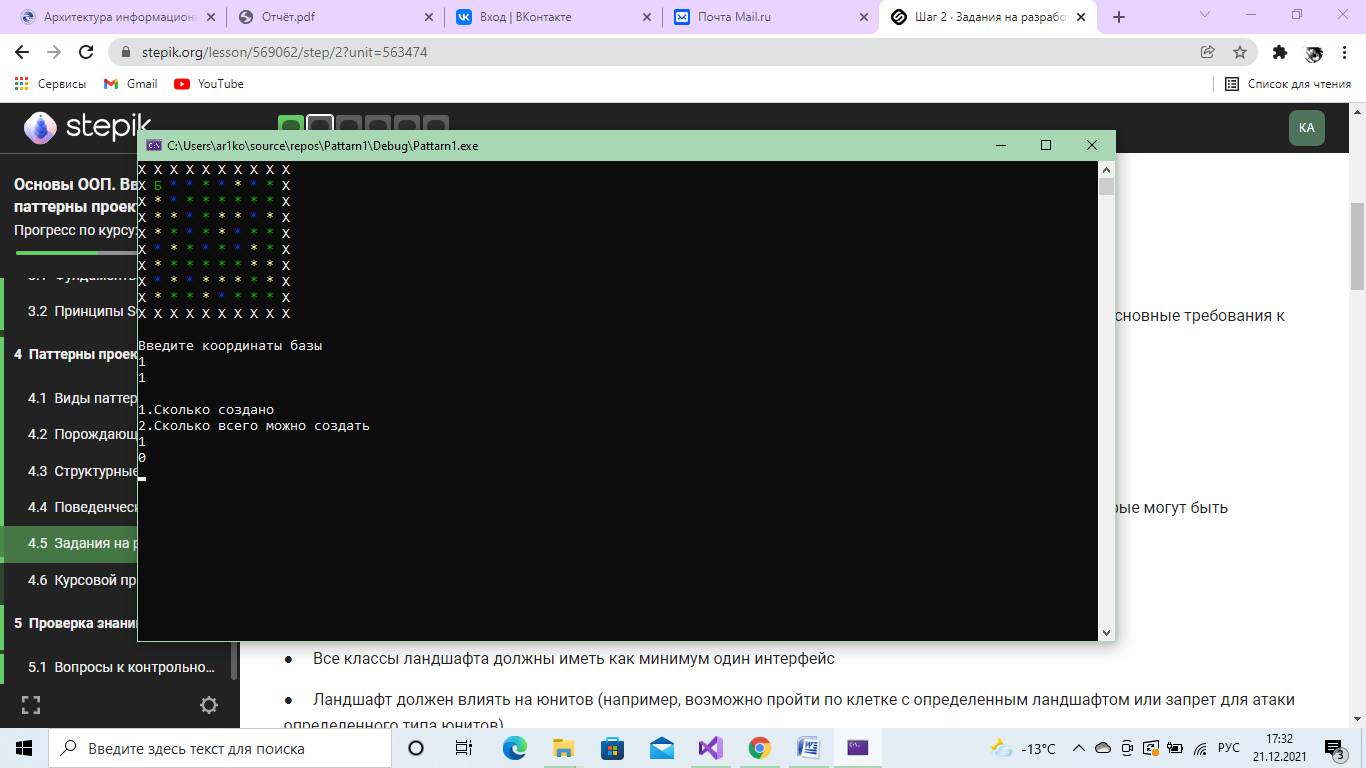 Архитектура информацион
Отчёт.pdf
Вход | ВКонтакте
Почта Mail.ru
Шаг 2 · Задания на разрабо
stepik.org/lesson/569062/step/2?unit=563474
Сервисы
Gmail
YouTube
Список для чтения
stepik
КА
C:\Users\ar1ko\source\repos\Pattarn1\Debug\Pattarn1.exe
X X X X X X X X X X
X Б * * * * * * * X
X * * * * * * * * X
X * * * * * * * * X
X * * * * * * * * X
X * * * * * * * * X
X * * * * * * * * X
X * * * * * * * * X
X * * * * * * * * X
X X X X X X X X X X
Введите координаты базы
1
1
1.Сколько создано
2.Сколько всего можно создать
1
0
Основы ООП. Вв
паттерны проек
Прогресс по курсу:
3.2 Принципы S
4 Паттерны проек
4.1 Виды паттер
4.2 Порождающ
4.3 Структурные
4.4 Поведенчес
4.5 Задания на р
4.6 Курсовой пр
5 Проверка знани
5.1 Вопросы к контрольно...
сновные требования к
рые могут быть
● Все классы ландшафта должны иметь как минимум один интерфейс
● Ландшафт должен влиять на юнитов (например, возможно пройти по клетке с определенным ландшафтом или запрет для атаки
определенного типа юнитов)
Введите здесь текст для поиска
-13°C
РУС
17:32
21.12.2021
3